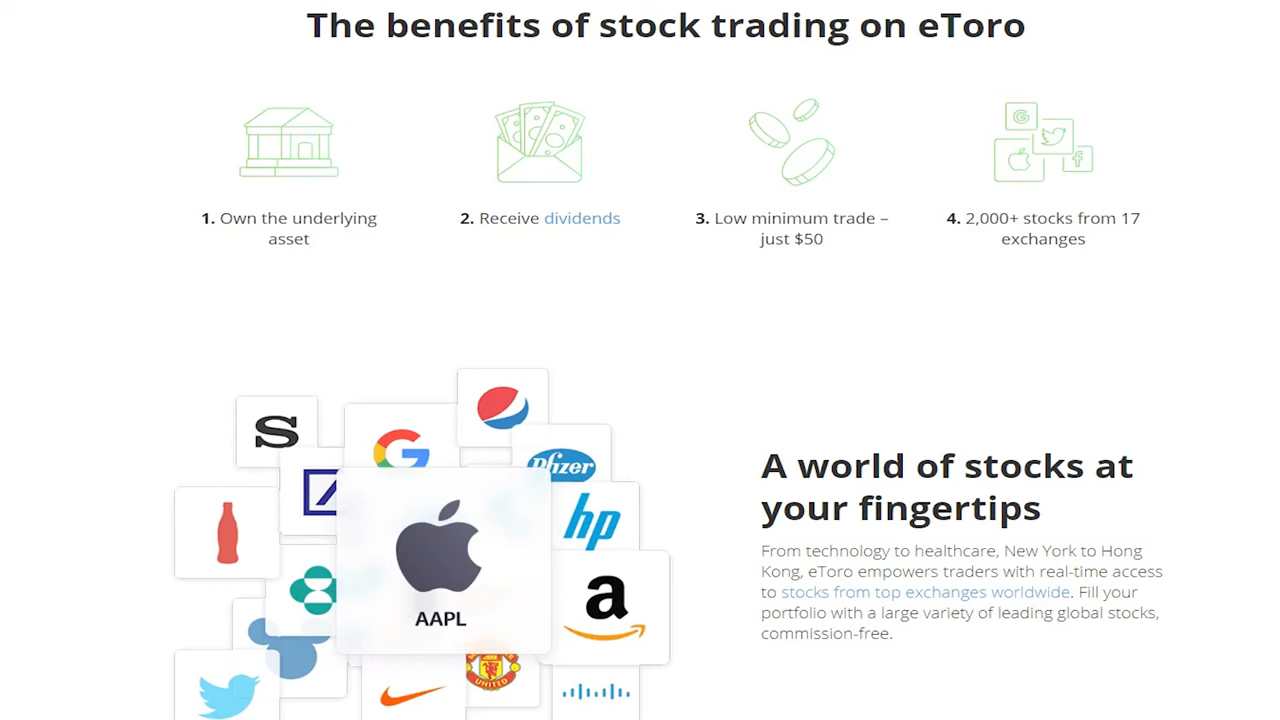 The benefits of stock trading on eToro
1. Own the underlying
asset
2. Receive dividends
3. Low minimum trade –
just $50
4. 2,000+ stocks from 17
exchanges
S
G
Pfizer
hp
a
AAPL
UNITED
A world of stocks at
your fingertips
From technology to healthcare, New York to Hong
Kong, eToro empowers traders with real-time access
to stocks from top exchanges worldwide. Fill your
portfolio with a large variety of leading global stocks,
commission-free.